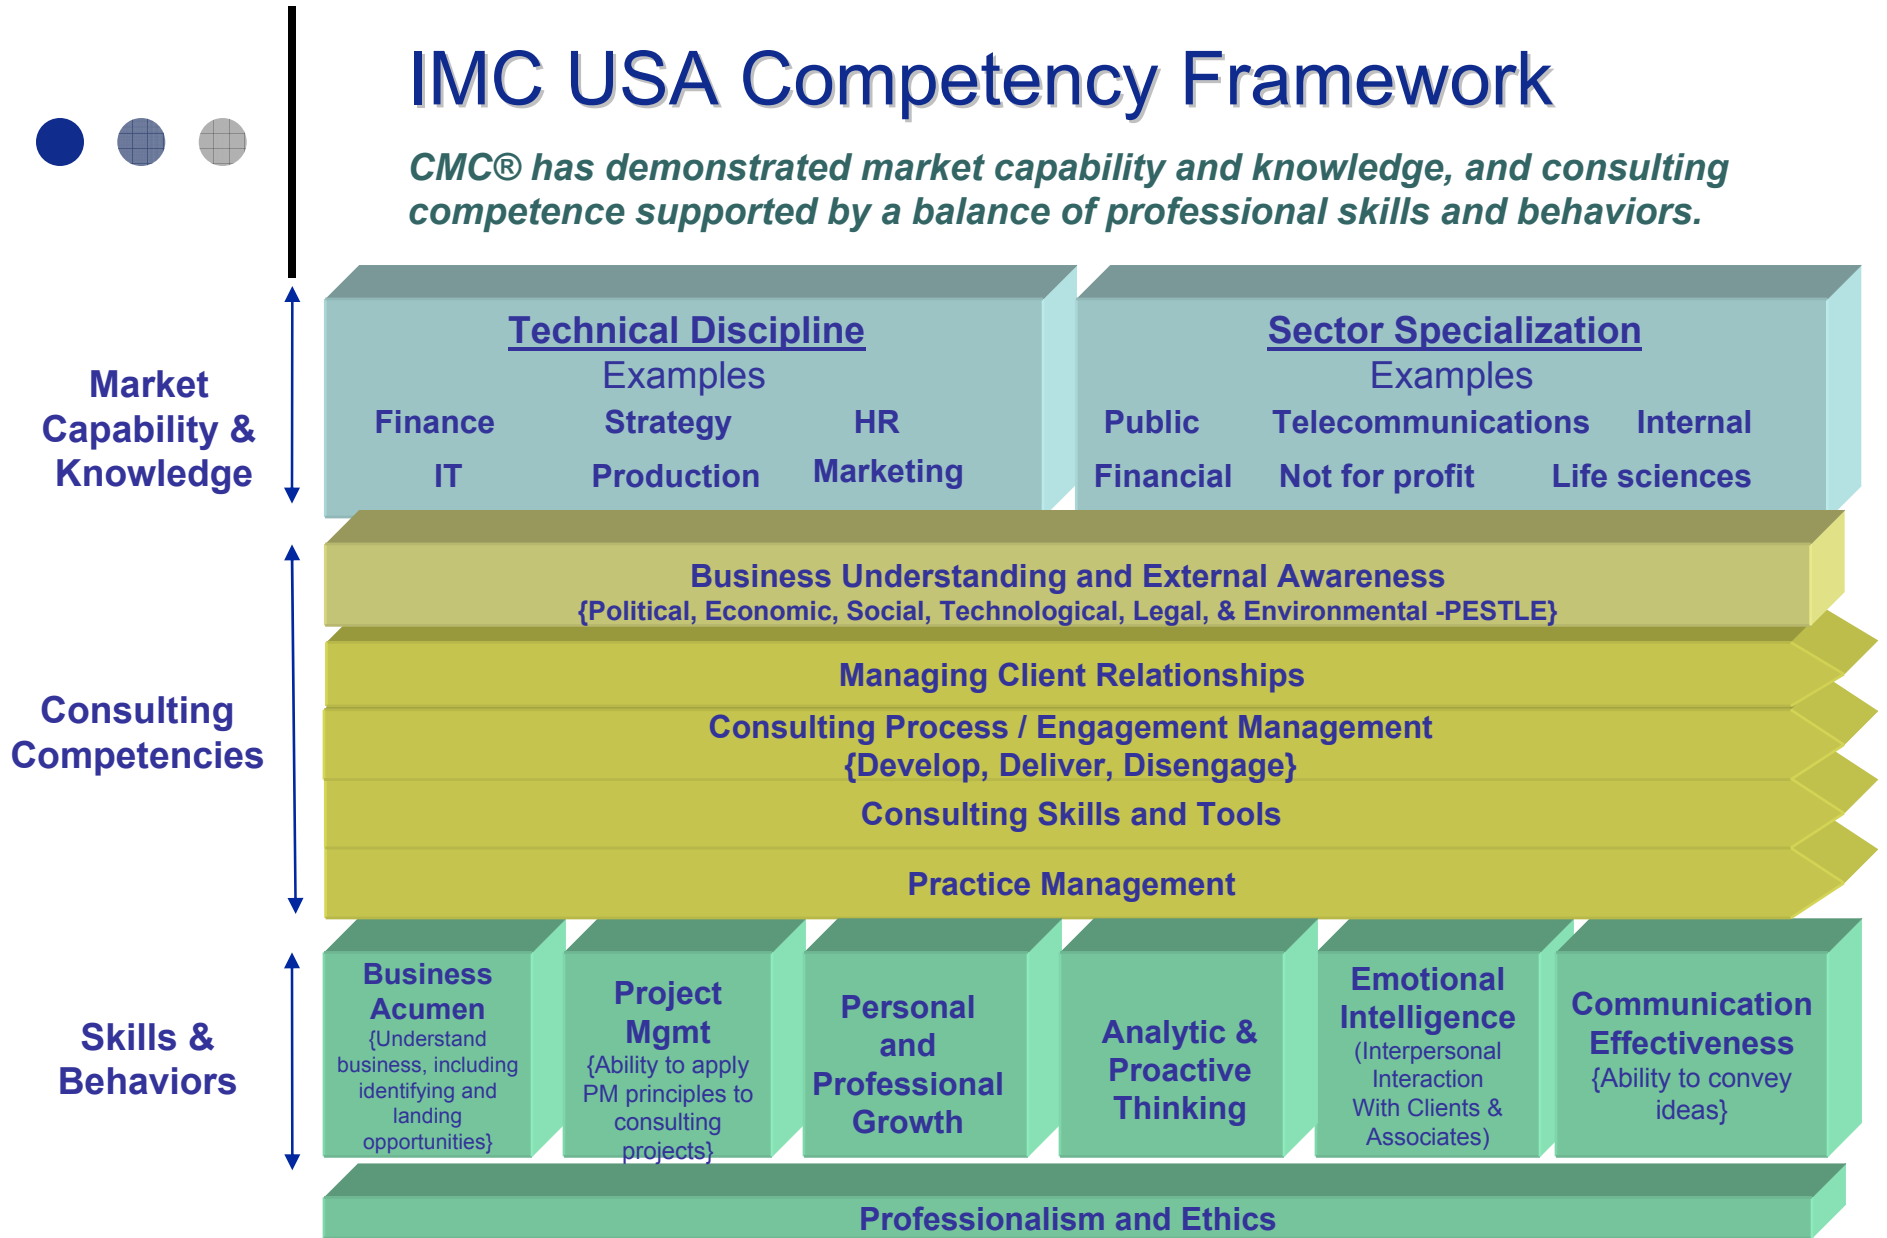 IMC USA Competency Framework
CMC® has demonstrated market capability and knowledge, and consulting
competence supported by a balance of professional skills and behaviors.
Market
Capability &
Knowledge
Technical Discipline
Examples
Finance Strategy HR
IT Production Marketing
Sector Specialization
Examples
Public Telecommunications Internal
Financial Not for profit Life sciences
Consulting
Competencies
Business Understanding and External Awareness
{Political, Economic, Social, Technological, Legal, & Environmental -PESTLE}
Managing Client Relationships
Consulting Process / Engagement Management
{Develop, Deliver, Disengage}
Consulting Skills and Tools
Practice Management
Skills &
Behaviors
Business
Acumen
{Understand
business, including
identifying and
landing
opportunities}
Project
Mgmt
{Ability to apply
PM principles to
consulting
projects}
Personal
and
Professional
Growth
Analytic &
Proactive
Thinking
Emotional
Intelligence
(Interpersonal
Interaction
With Clients &
Associates)
Communication
Effectiveness
{Ability to convey
ideas}
Professionalism and Ethics